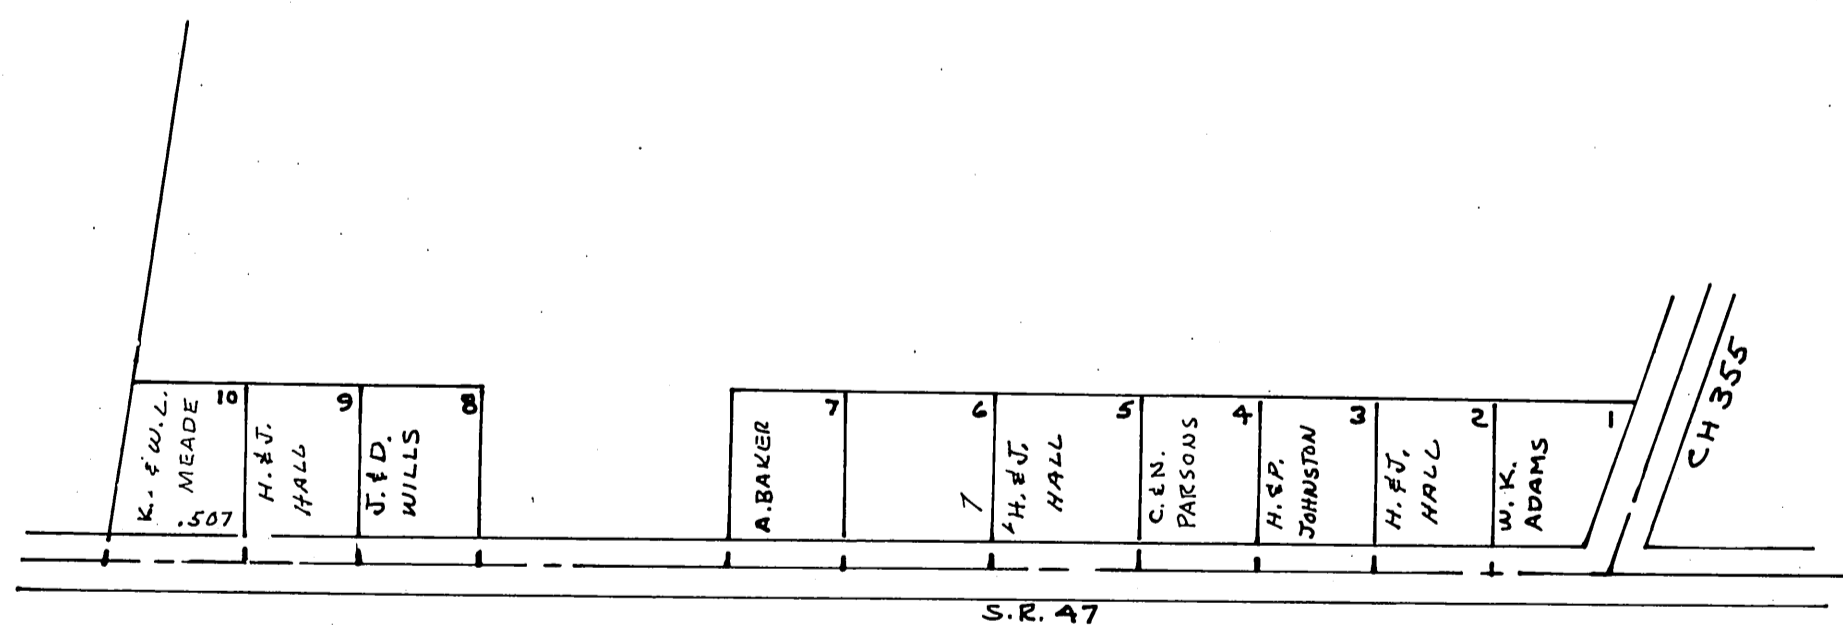 10
K. & W.L.
MEADE
.507
9
H. & J.
HALL
8
J. & D.
WILLS
7
A. BAKER
6
7
5
H. & J.
HALL
4
C. & N.
PARSONS
3
H. & P.
JOHNSTON
2
H. & J.
HALL
1
W. K.
ADAMS
CH 355
S.R. 47